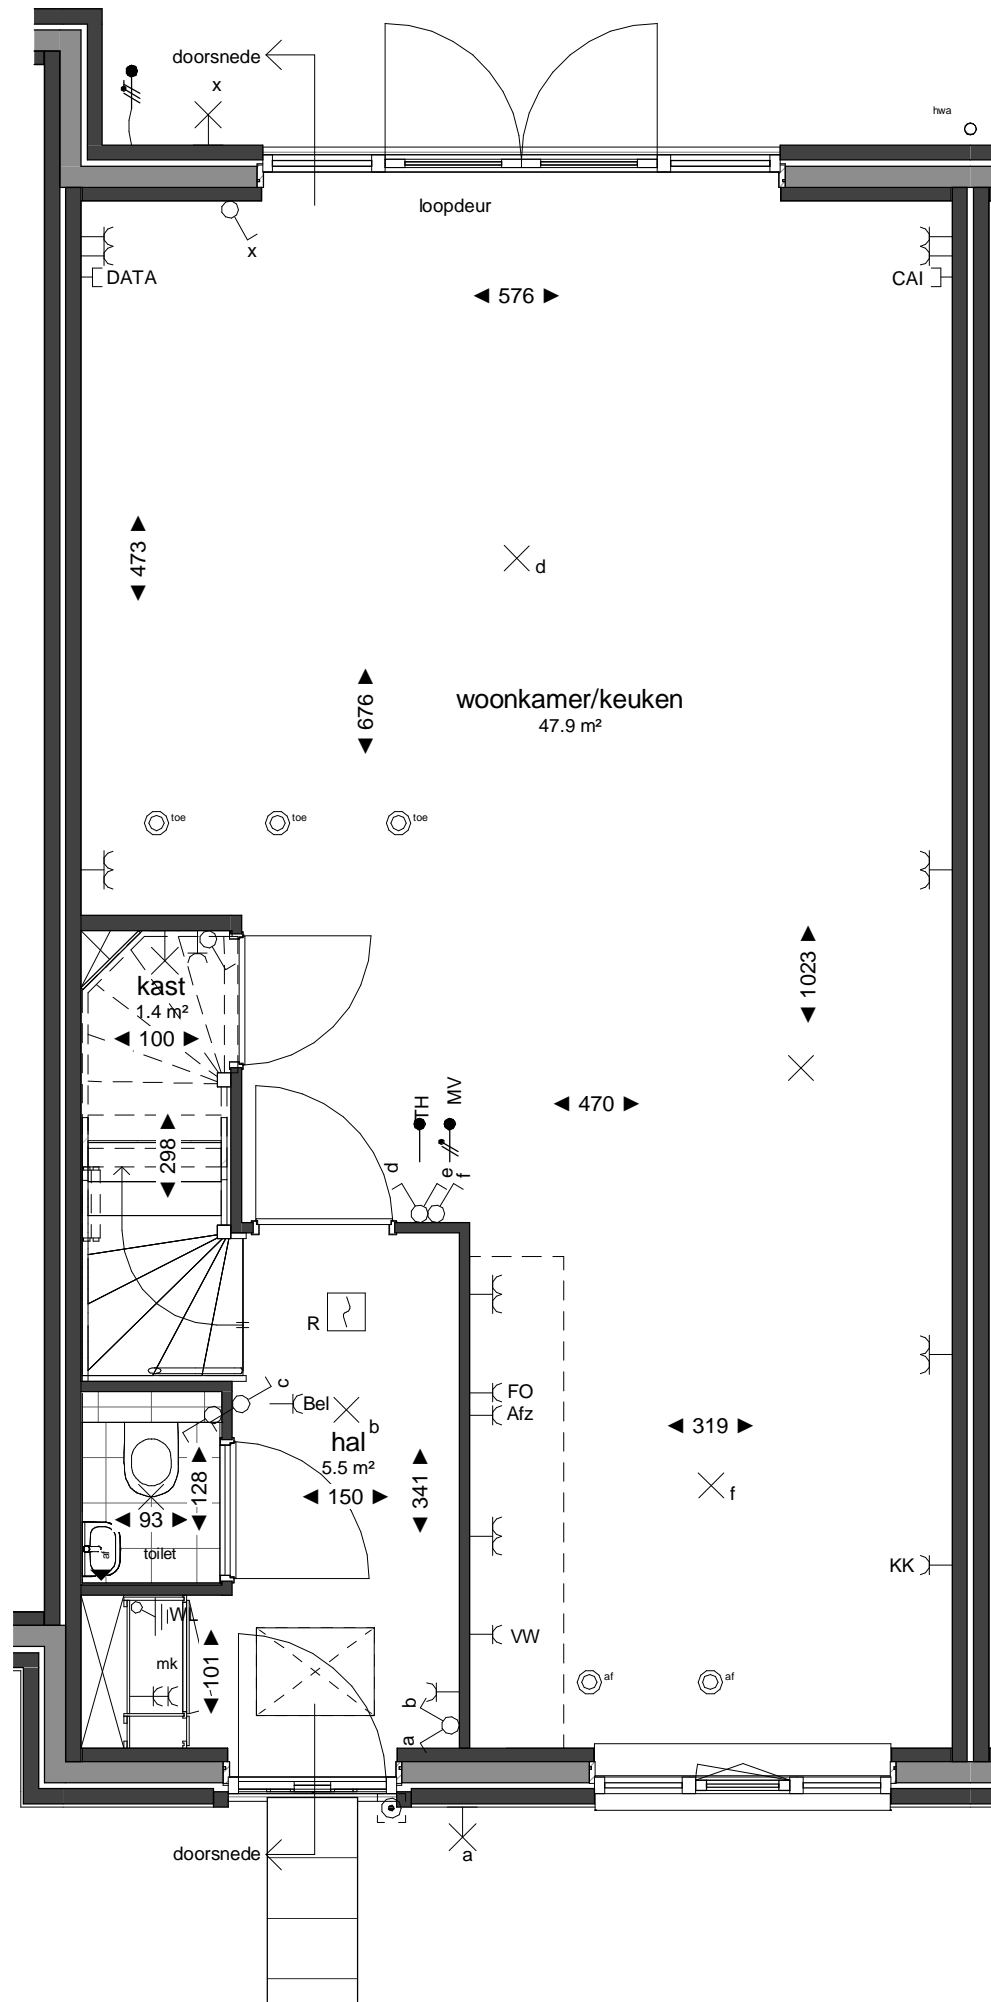 doorsnede
x
hwa
loopdeur
x
DATA
CAI
576
473
d
676
woonkamer/keuken
47.9 m²
toe
toe
toe
kast
1.4 m²
100
1023
TH
MV
470
298
d
e
f
R
c
Bel
FO
Afz
b
hal
5.5 m²
319
128
150
341
f
93
af
toilet
KK
WL
VW
mk
101
af
af
b
a
doorsnede
a